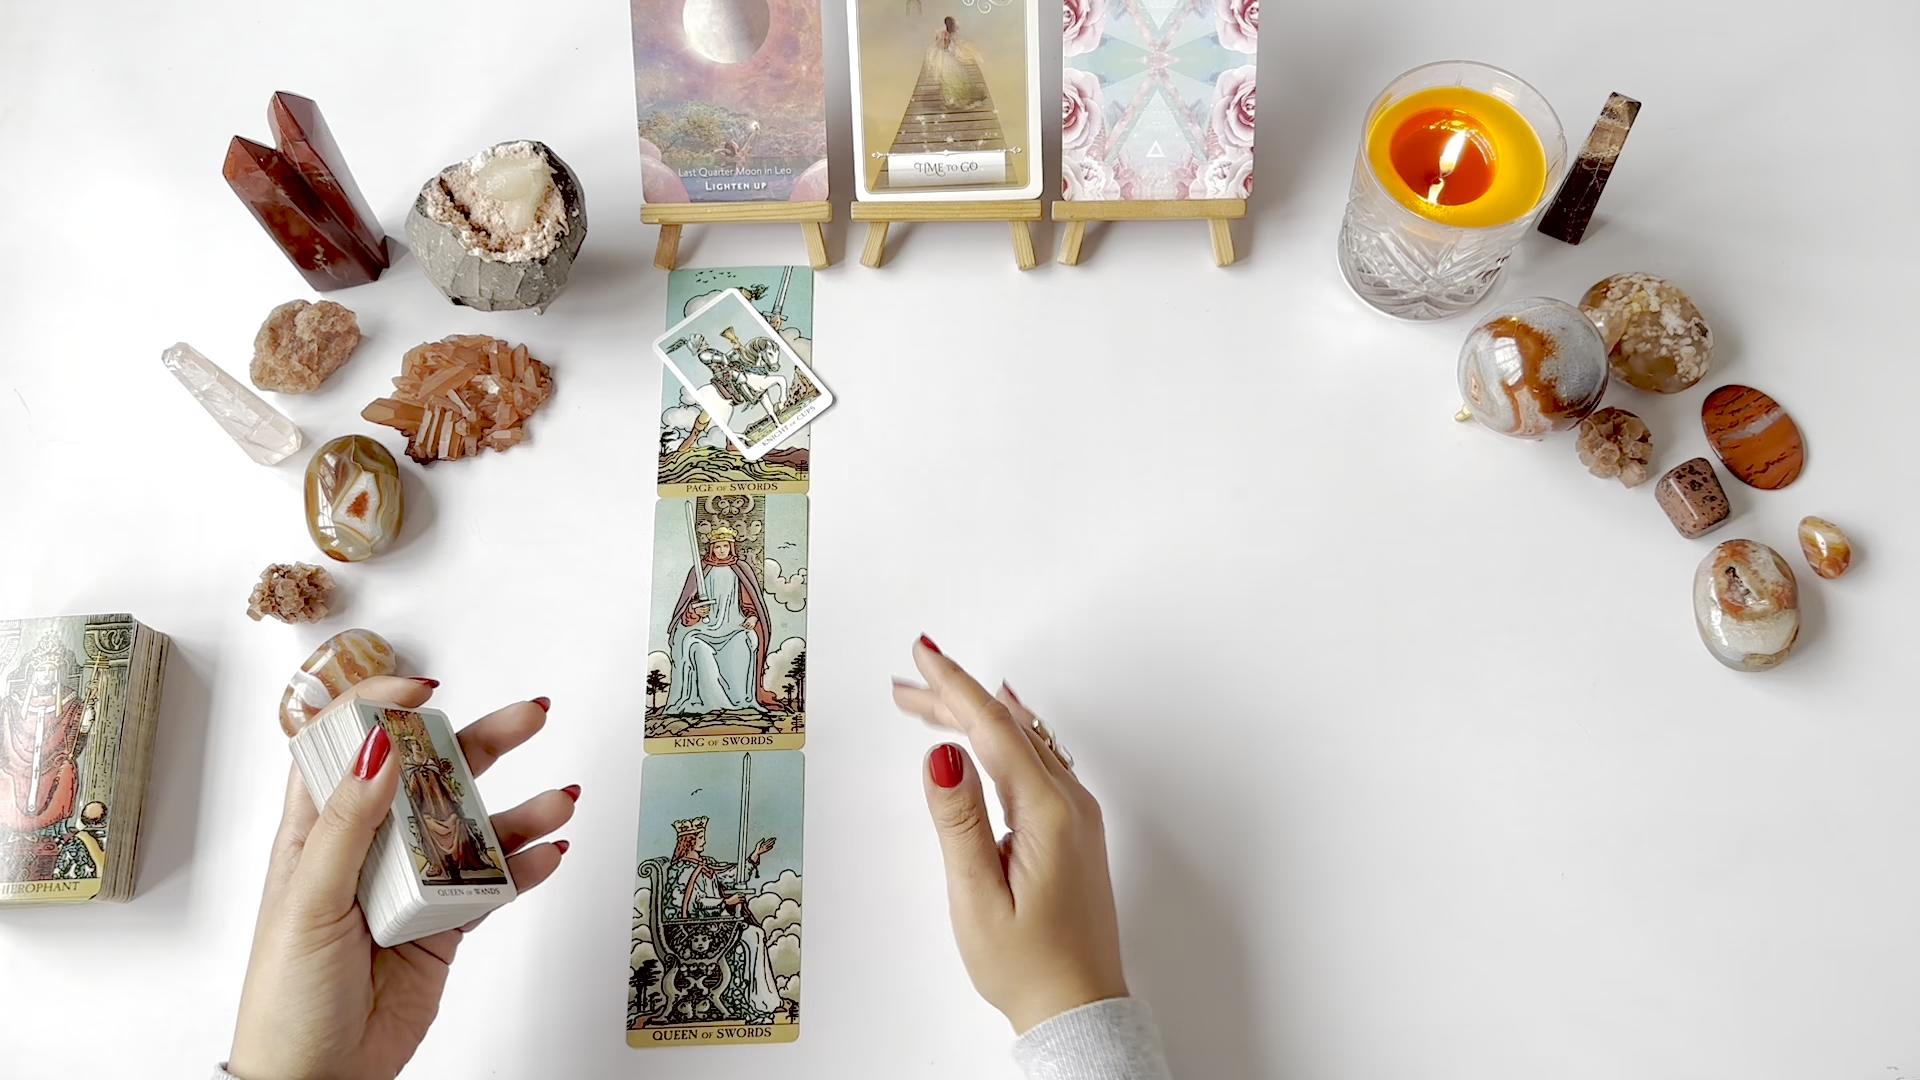 Last Quarter Moon in Leo
LIGHTEN UP
TIME TO GO
KNIGHT OF CUPS
PAGE OF SWORDS
KING OF SWORDS
HIEROPHANT
QUEEN OF WANDS
QUEEN OF SWORDS